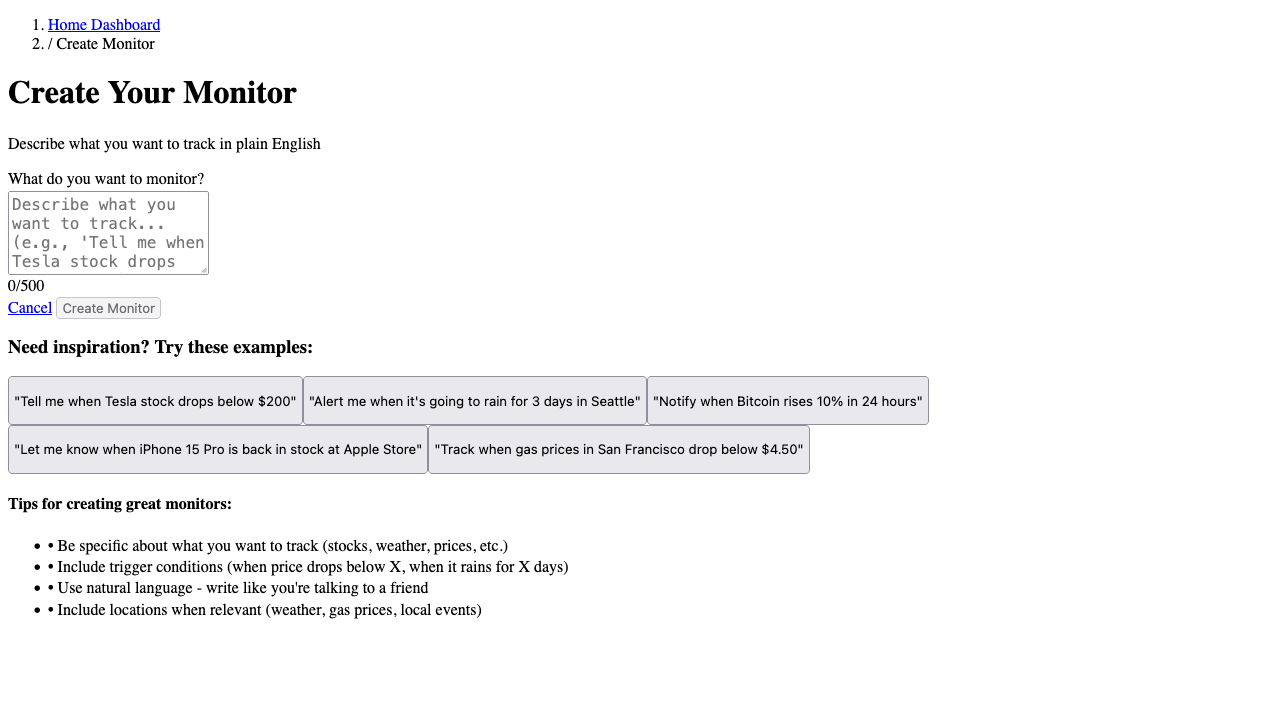 1. Home Dashboard
2. / Create Monitor
Create Your Monitor
Describe what you want to track in plain English
What do you want to monitor?
Describe what you
want to track...
(e.g., 'Tell me when
Tesla stock drops
0/500
Cancel Create Monitor
Need inspiration? Try these examples:
"Tell me when Tesla stock drops below $200" "Alert me when it's going to rain for 3 days in Seattle" "Notify when Bitcoin rises 10% in 24 hours"
"Let me know when iPhone 15 Pro is back in stock at Apple Store" "Track when gas prices in San Francisco drop below $4.50"
Tips for creating great monitors:
• • Be specific about what you want to track (stocks, weather, prices, etc.)
• • Include trigger conditions (when price drops below X, when it rains for X days)
• • Use natural language - write like you're talking to a friend
• • Include locations when relevant (weather, gas prices, local events)